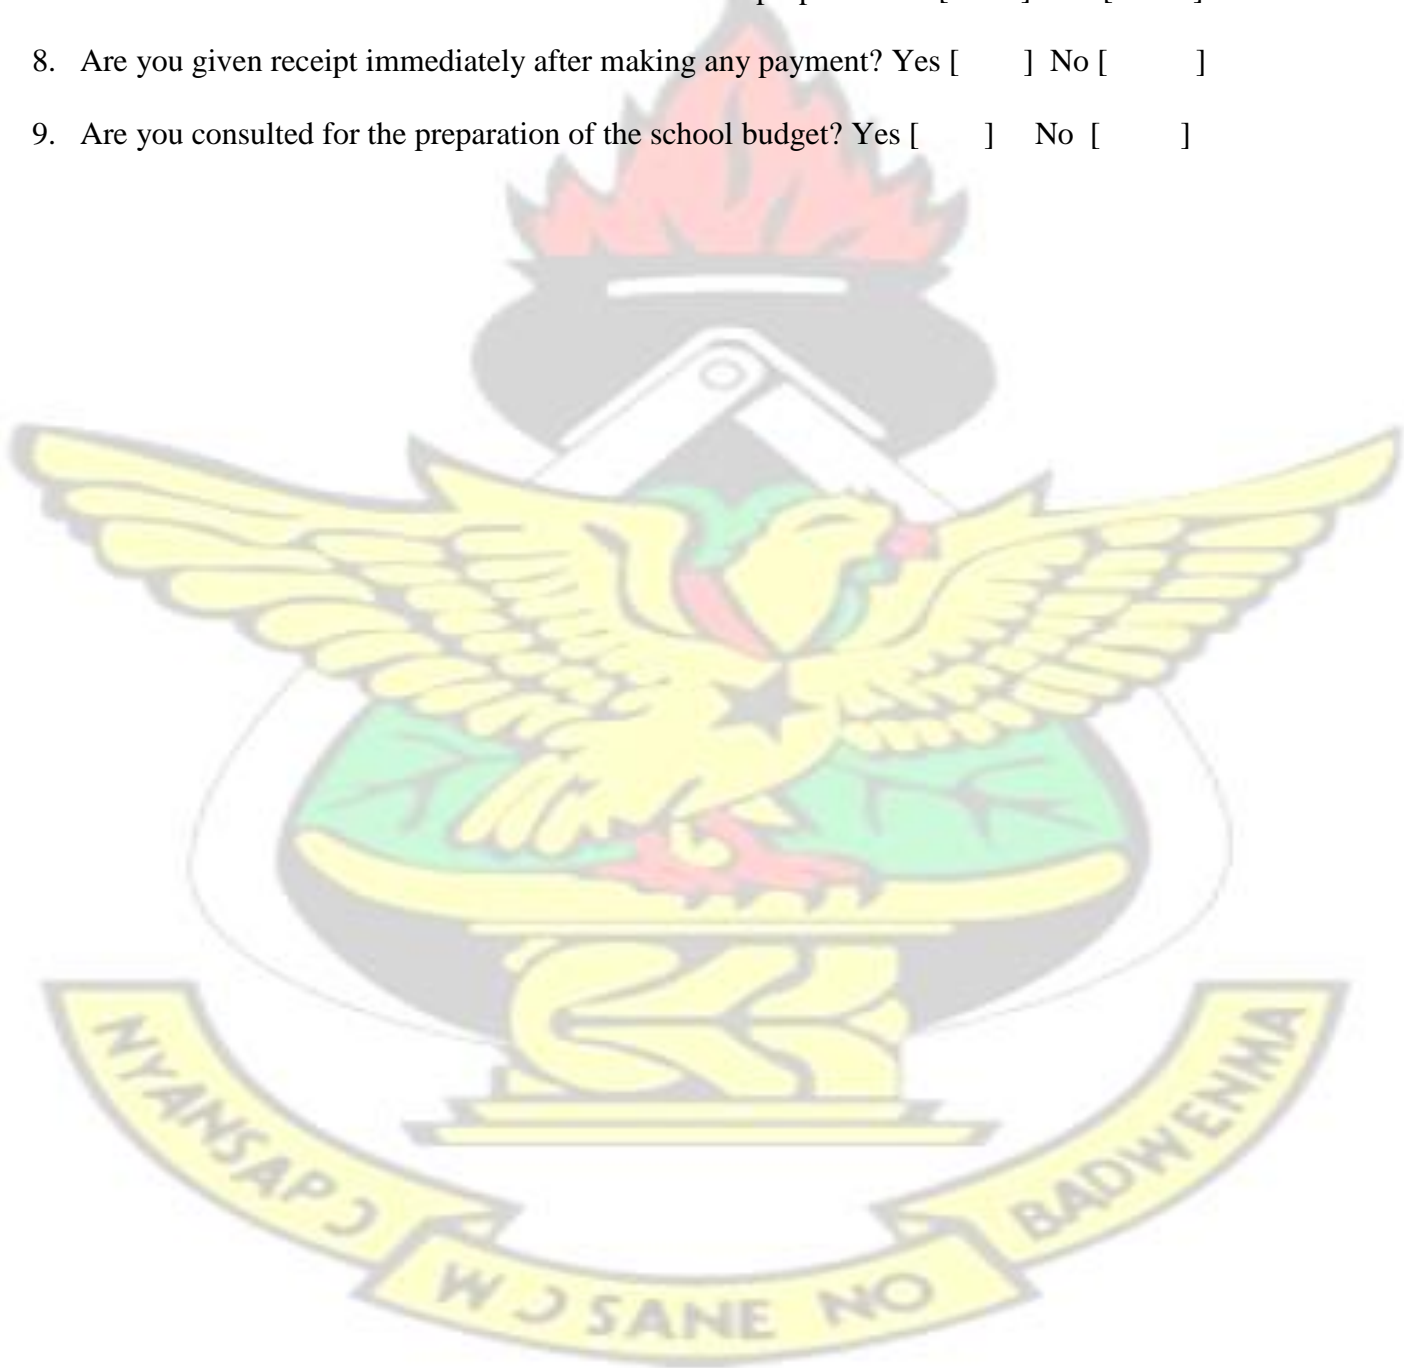 8. Are you given receipt immediately after making any payment? Yes [ ] No [ ]
9. Are you consulted for the preparation of the school budget? Yes [ ] No [ ]
NYANSAPƆ
WƆSANE NO
BADWENMA